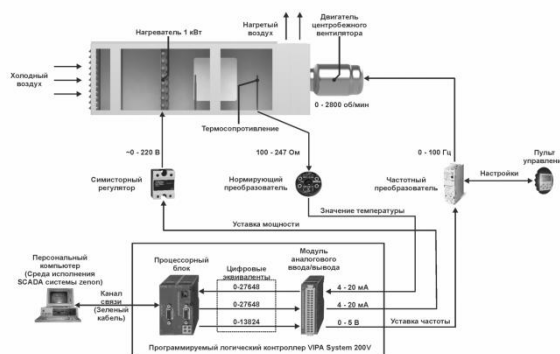 Нагреватель 1 кВт
Нагретый
воздух
Двигатель
центробежного
вентилятора
Холодный
воздух
0 - 2800 об/мин
Термосопротивление
~0 - 220 В
100 - 247 Ом
0 - 100 Гц
Симисторный
регулятор
Нормирующий
преобразователь
Частотный
преобразователь
Настройки
Пульт
управлени
Значение температуры
Уставка мощности
Персональный
компьютер
(Среда исполнения
SCADA системы zenon)
Канал
связи
(Зеленый
кабель)
Процессорный
блок
Цифровые
эквиваленты
Модуль
аналогового
ввода/вывода
0-27648
4 - 20 мА
0-27648
4 - 20 мА
0-13824
0 - 5 В
Уставка частоты
Программируемый логический контроллер VIPA System 200V